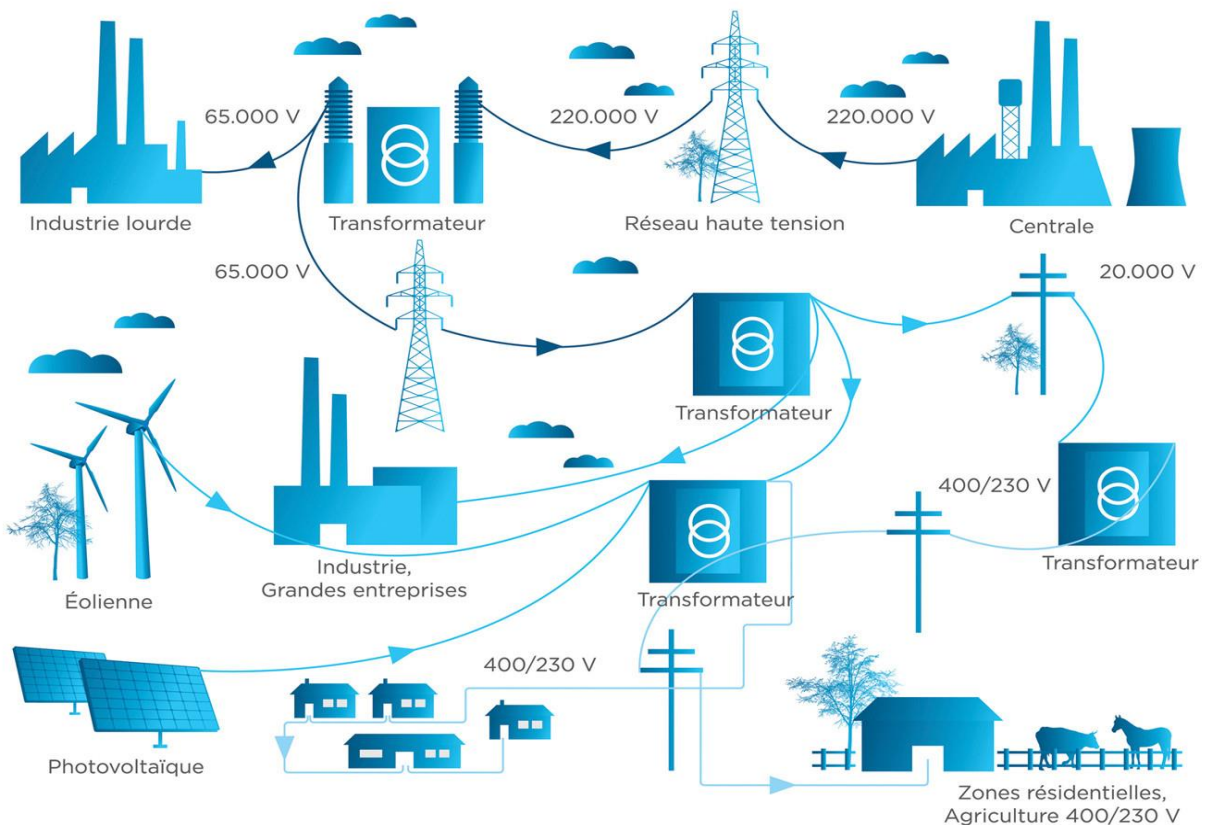 65.000 V
220.000 V
220.000 V
Industrie lourde
Transformateur
Réseau haute tension
Centrale
65.000 V
20.000 V
Transformateur
400/230 V
Éolienne
Industrie,
Grandes entreprises
Transformateur
Transformateur
400/230 V
Photovoltaïque
Zones résidentielles,
Agriculture 400/230 V